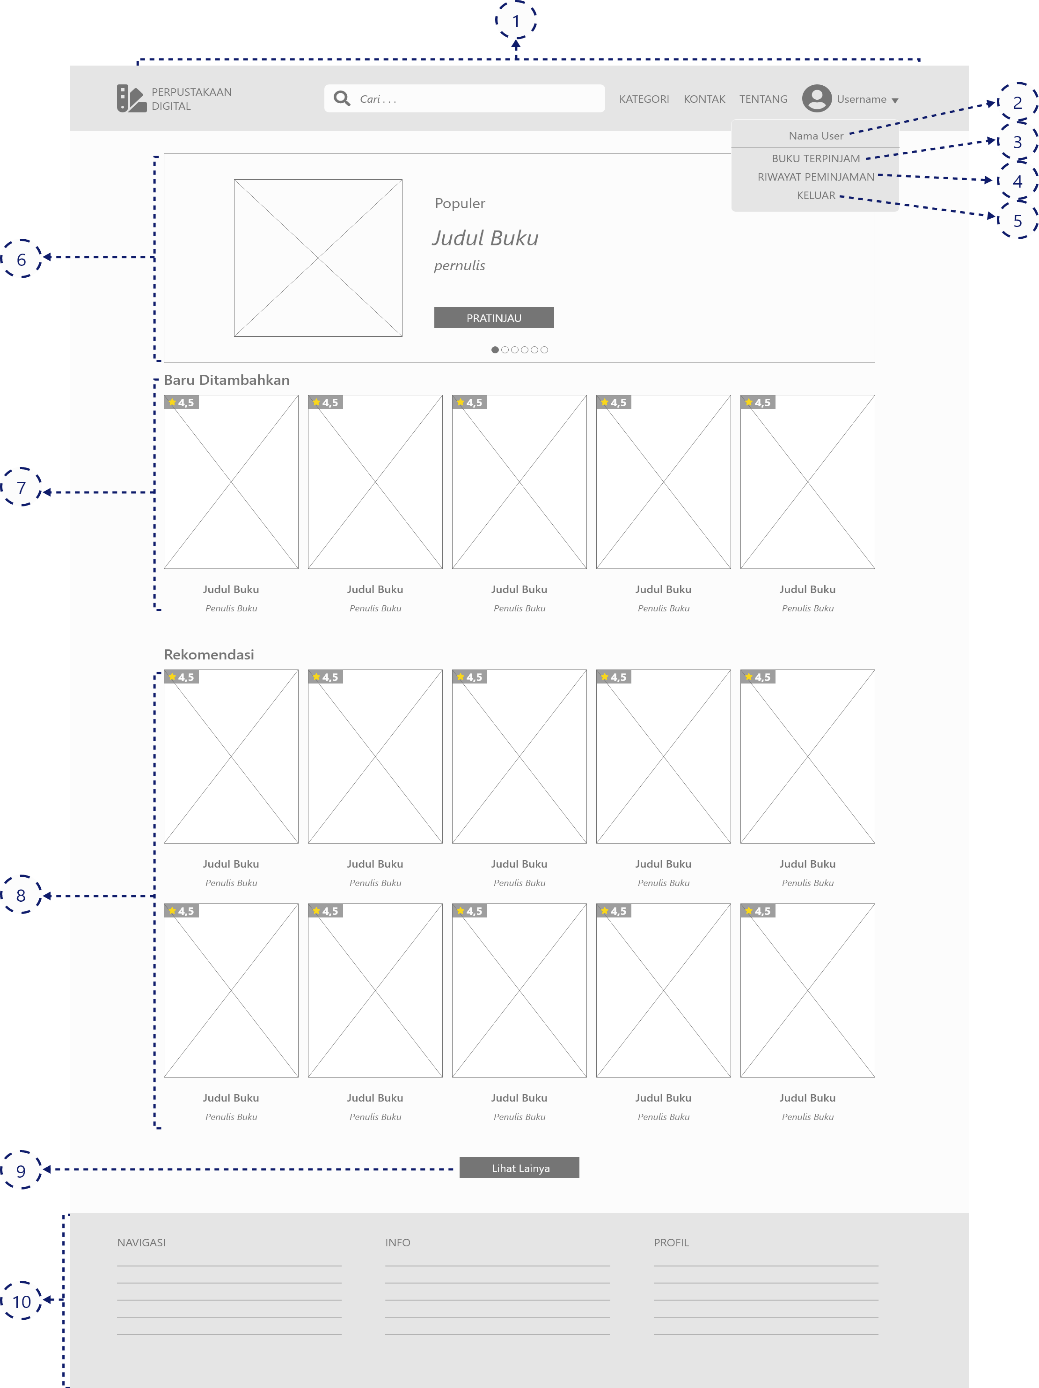 1
PERPUSTAKAAN
DIGITAL
Cari . . .
KATEGORI KONTAK TENTANG Username
2
Nama User
3
BUKU TERPINJAM
RIWAYAT PEMINJAMAN
4
KELUAR
5
6
Populer
Judul Buku
pernulis
PRATINJAU
Baru Ditambahkan
4,5 4,5 4,5 4,5 4,5
7
Judul Buku Judul Buku Judul Buku Judul Buku Judul Buku
Penulis Buku Penulis Buku Penulis Buku Penulis Buku Penulis Buku
Rekomendasi
4,5 4,5 4,5 4,5 4,5
Judul Buku Judul Buku Judul Buku Judul Buku Judul Buku
Penulis Buku Penulis Buku Penulis Buku Penulis Buku Penulis Buku
8
4,5 4,5 4,5 4,5 4,5
Judul Buku Judul Buku Judul Buku Judul Buku Judul Buku
Penulis Buku Penulis Buku Penulis Buku Penulis Buku Penulis Buku
9
Lihat Lainya
NAVIGASI INFO PROFIL
10